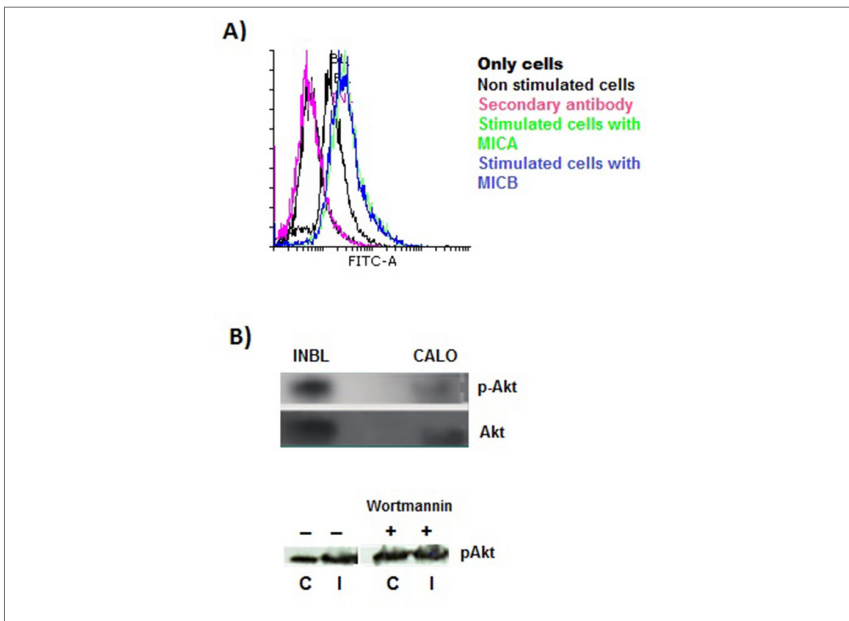 A)
Only cells
Non stimulated cells
Secondary antibody
Stimulated cells with
MICA
Stimulated cells with
MICB
FITC-A
B)
INBL CALO
p-Akt
Akt
Wortmannin
– – + +
pAkt
C I C I